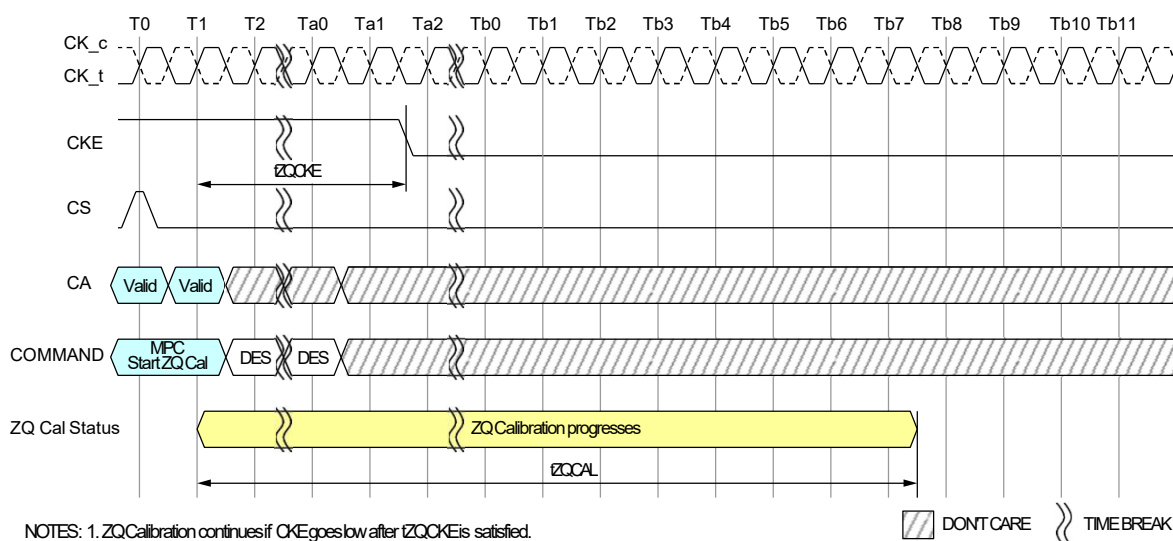 T0 T1 T2 Ta0 Ta1 Ta2 Tb0 Tb1 Tb2 Tb3 Tb4 Tb5 Tb6 Tb7 Tb8 Tb9 Tb10 Tb11
CK_c
CK_t
CKE
tZQCKE
CS
CA Valid Valid
COMMAND MPC Start ZQ Cal DES DES
ZQ Cal Status ZQ Calibration progresses
tZQCAL
NOTES: 1. ZQ Calibration continues if CKE goes low after tZQCKE is satisfied.
DON'T CARE TIME BREAK